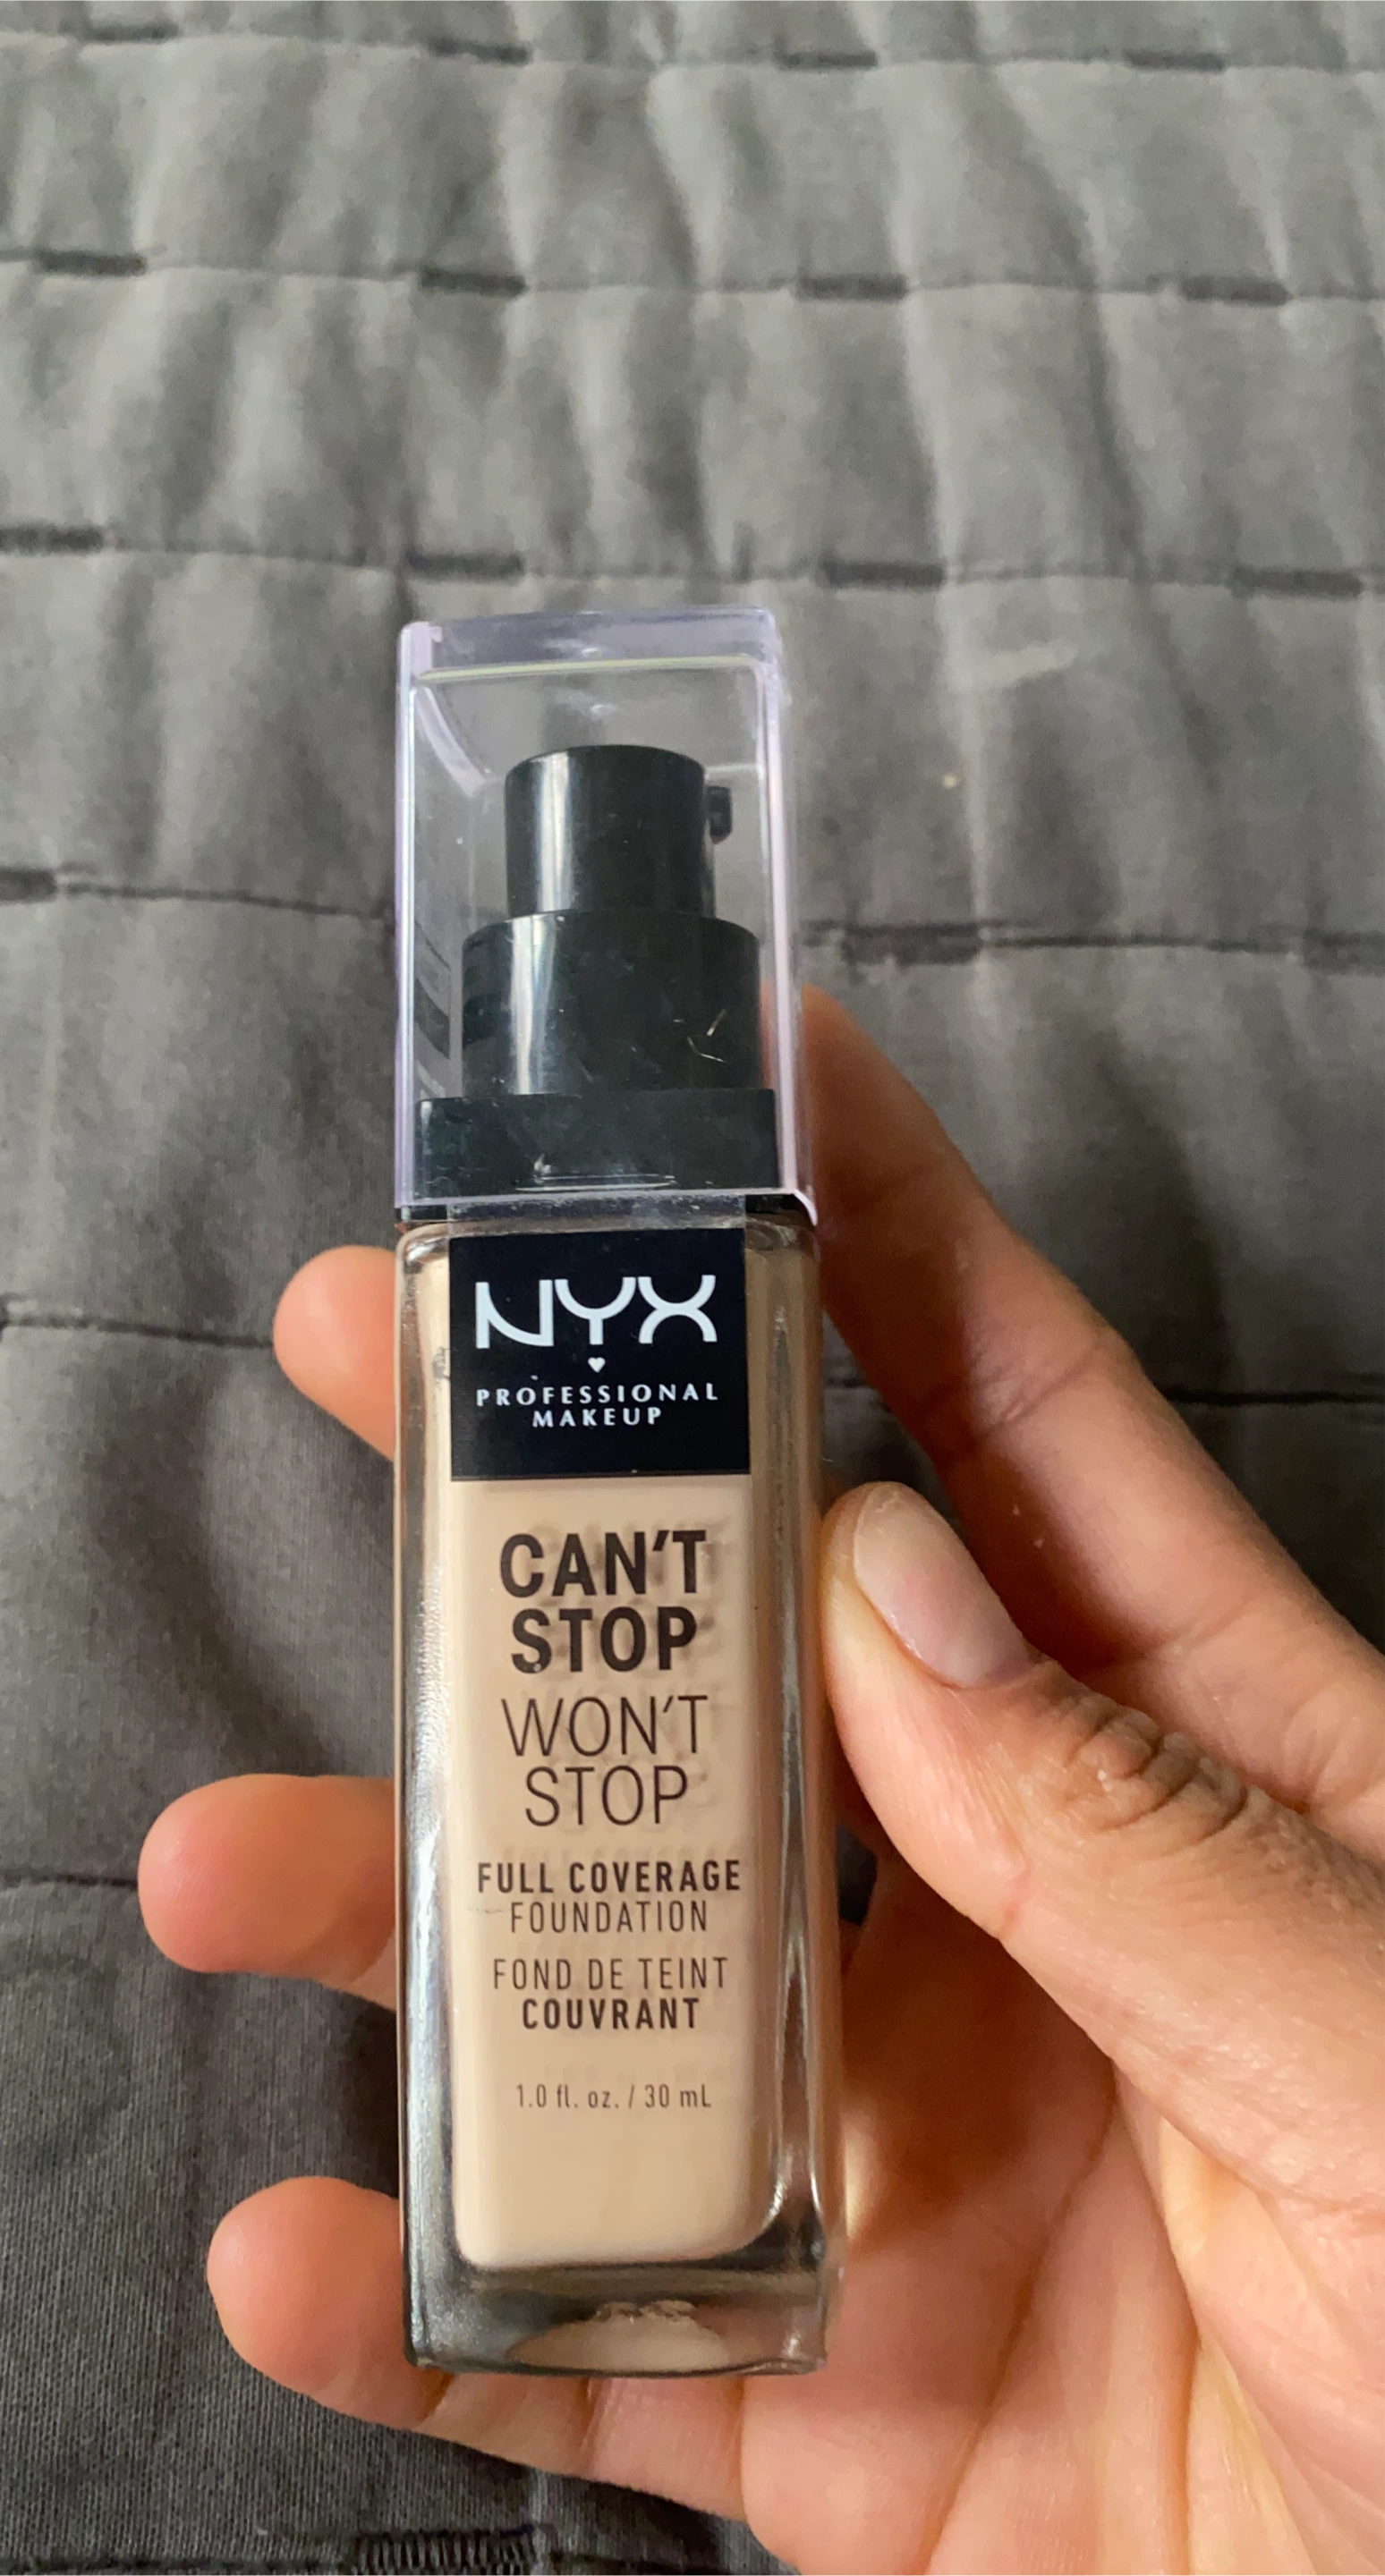 NYX
PROFESSIONAL
MAKEUP
CAN'T
STOP
WON'T
STOP
FULL COVERAGE
FOUNDATION
FOND DE TEINT
COUVRANT
1.0 fl. oz. / 30 mL